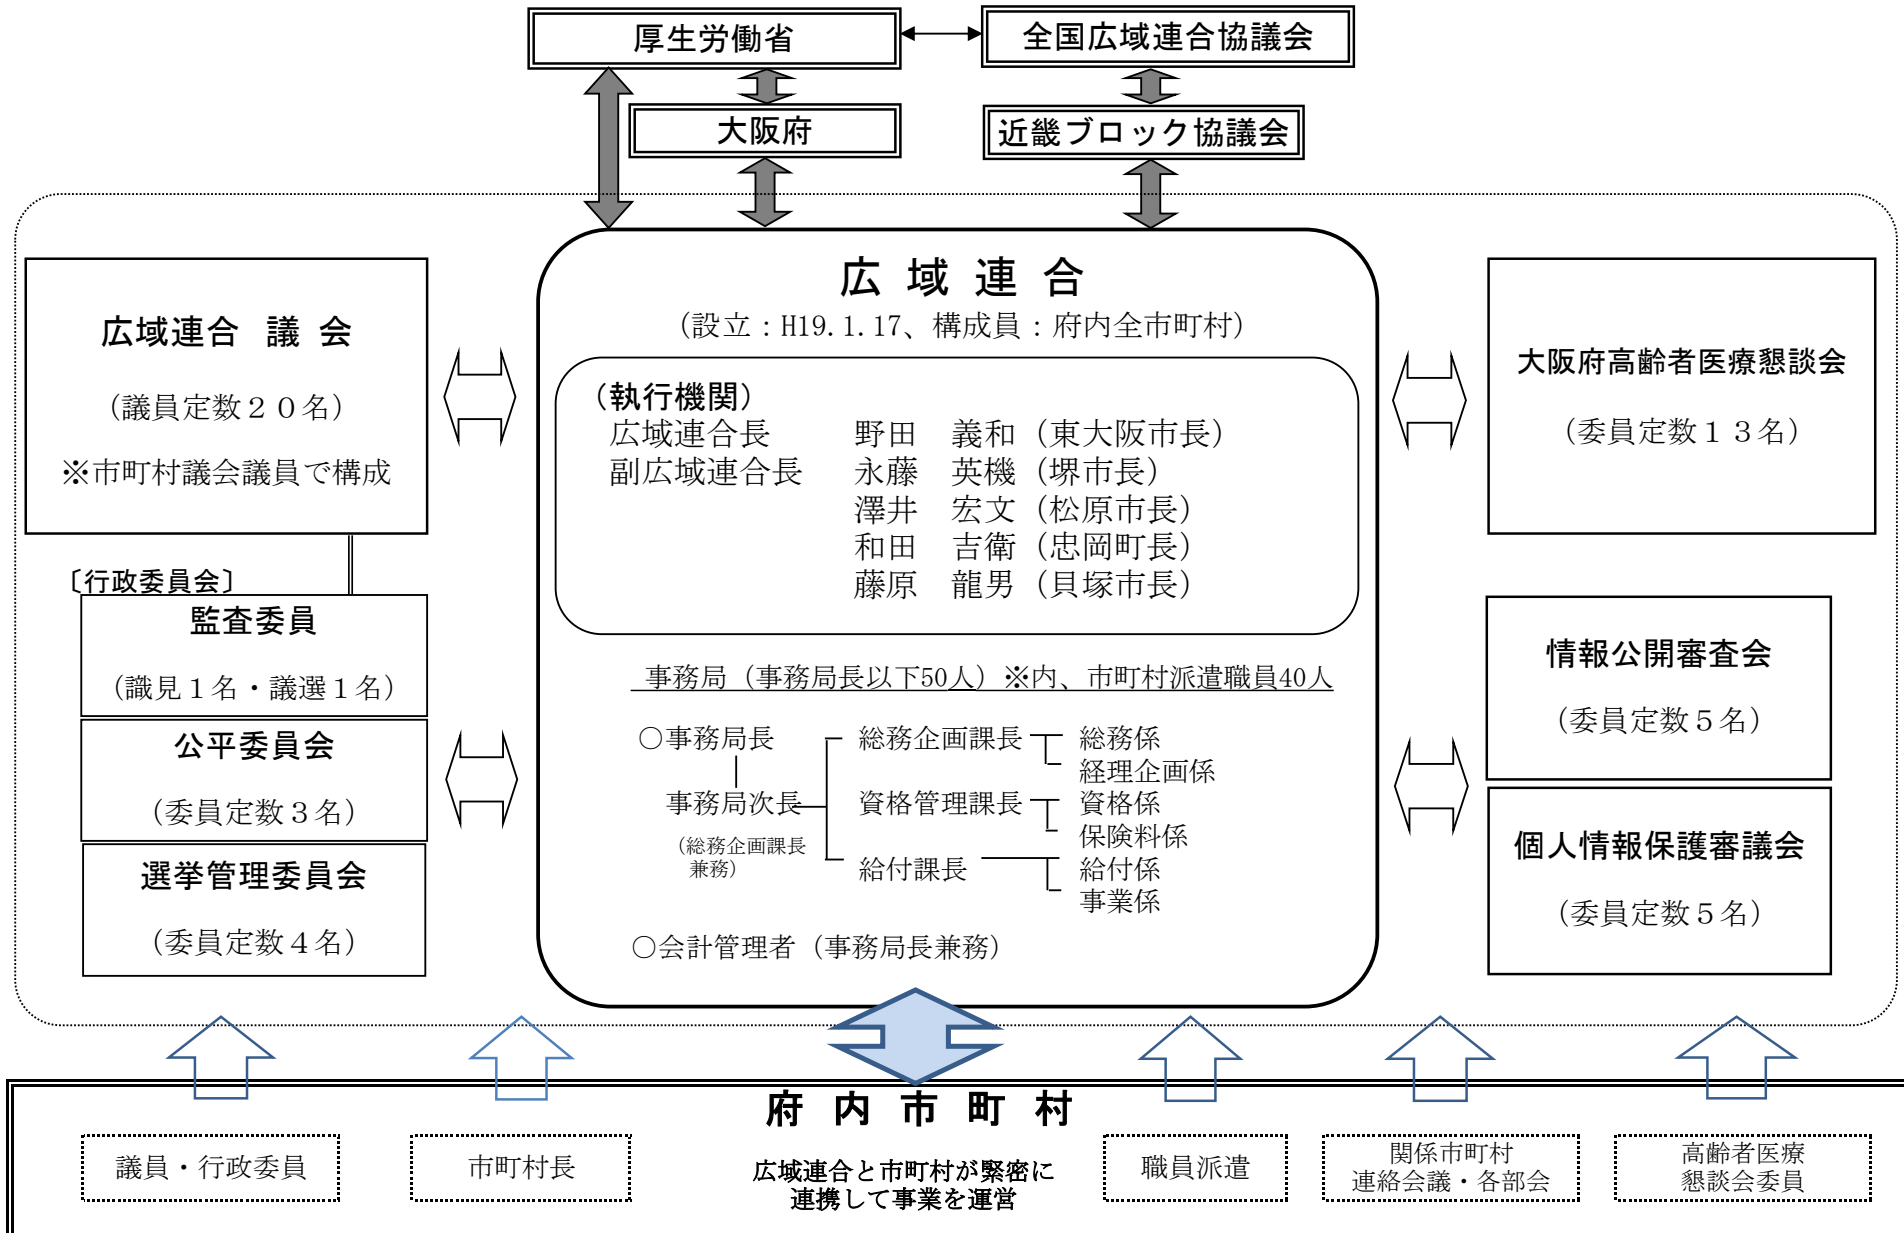 厚生労働省
全国広域連合協議会
大阪府
近畿ブロック協議会
広域連合 議 会
（議員定数２０名）
※市町村議会議員で構成
〔行政委員会〕
監査委員
（識見１名・議選１名）
公平委員会
（委員定数３名）
選挙管理委員会
（委員定数４名）
広 域 連 合
（設立：H19.1.17、構成員：府内全市町村）
（執行機関）
広域連合長 野田 義和（東大阪市長）
副広域連合長 永藤 英機（堺市長）
澤井 宏文（松原市長）
和田 吉衛（忠岡町長）
藤原 龍男（貝塚市長）
事務局（事務局長以下50人）※内、市町村派遣職員40人
○事務局長 総務企画課長 総務係
経理企画係
事務局次長 資格管理課長 資格係
保険料係
（総務企画課長
兼務）
給付課長 給付係
事業係
○会計管理者（事務局長兼務）
大阪府高齢者医療懇談会
（委員定数１３名）
情報公開審査会
（委員定数５名）
個人情報保護審議会
（委員定数５名）
府 内 市 町 村
広域連合と市町村が緊密に
連携して事業を運営
議員・行政委員
市町村長
職員派遣
関係市町村
連絡会議・各部会
高齢者医療
懇談会委員